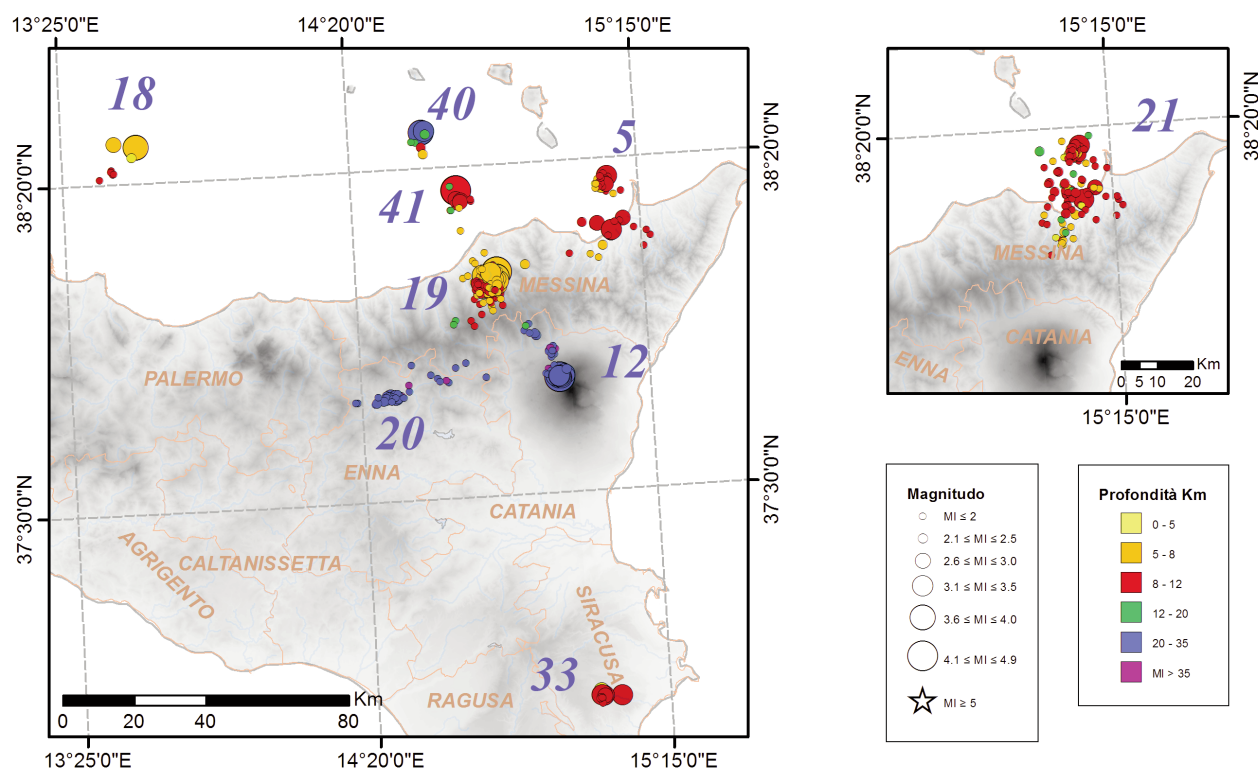 13°25'0"E 14°20'0"E 15°15'0"E
18
40
5
41
19
12
20
33
38°20'0"N
37°30'0"N
38°20'0"N
37°30'0"N
MESSINA
PALERMO
ENNA
CATANIA
CALTANISSETTA
AGRIGENTO
SIRACUSA
RAGUSA
Km
0 20 40 80
13°25'0"E 14°20'0"E 15°15'0"E
15°15'0"E
21
38°20'0"N
38°20'0"N
MESSINA
CATANIA
ENNA
Km
0 5 10 20
15°15'0"E
Magnitudo
Ml ≤ 2
2.1 ≤ Ml ≤ 2.5
2.6 ≤ Ml ≤ 3.0
3.1 ≤ Ml ≤ 3.5
3.6 ≤ Ml ≤ 4.0
4.1 ≤ Ml ≤ 4.9
Ml ≥ 5
Profondità Km
0 - 5
5 - 8
8 - 12
12 - 20
20 - 35
Ml > 35